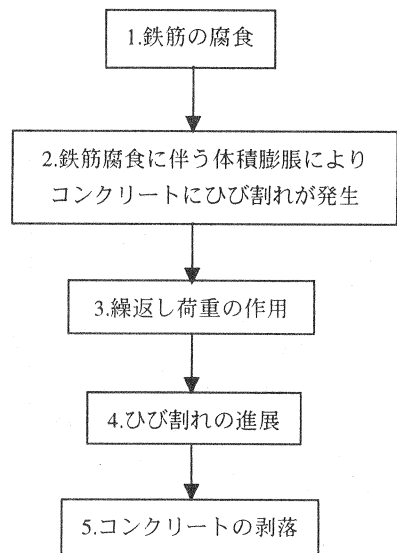 1.鉄筋の腐食
2.鉄筋腐食に伴う体積膨脹により
コンクリートにひび割れが発生
3.繰返し荷重の作用
4.ひび割れの進展
5.コンクリートの剥落